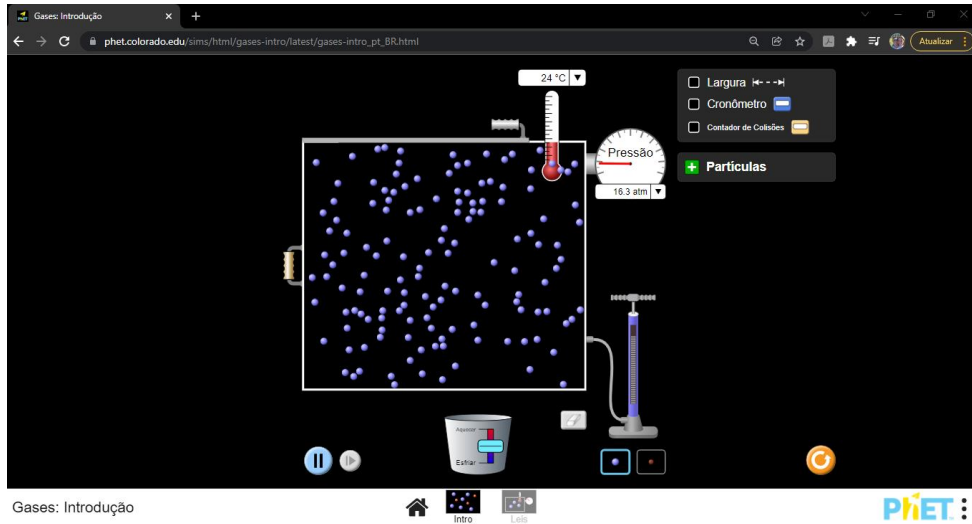 Gases: Introdução
phet.colorado.edu/sims/html/gases-intro/latest/gases-intro_pt_BR.html
Atualizar
24 °C
Largura
Cronômetro
Contador de Colisões
Pressão
Partículas
16.3 atm
Aquecer
Esfriar
Gases: Introdução
Intro
Leis
PhET